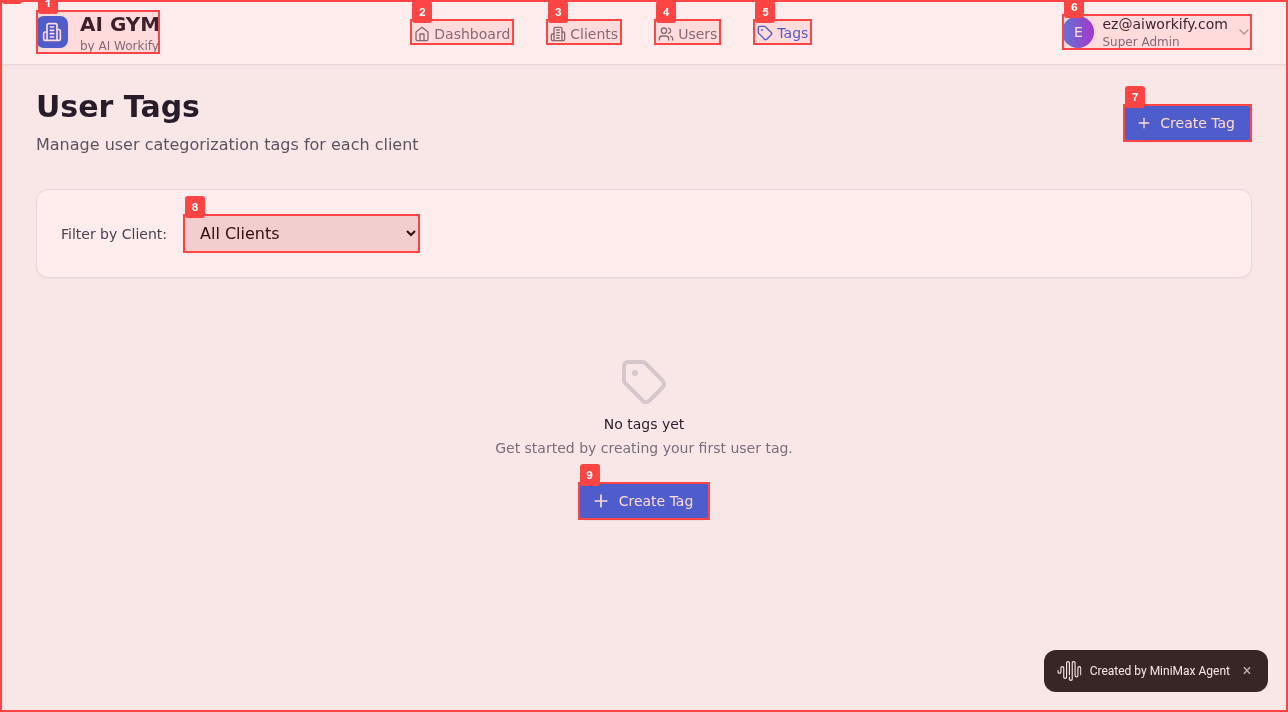 1
AI GYM
by AI Workify
2
Dashboard
3
Clients
4
Users
5
Tags
6
E
ez@aiworkify.com
Super Admin
User Tags
Manage user categorization tags for each client
7
Create Tag
8
Filter by Client:
All Clients
No tags yet
Get started by creating your first user tag.
9
Create Tag
Created by MiniMax Agent ×